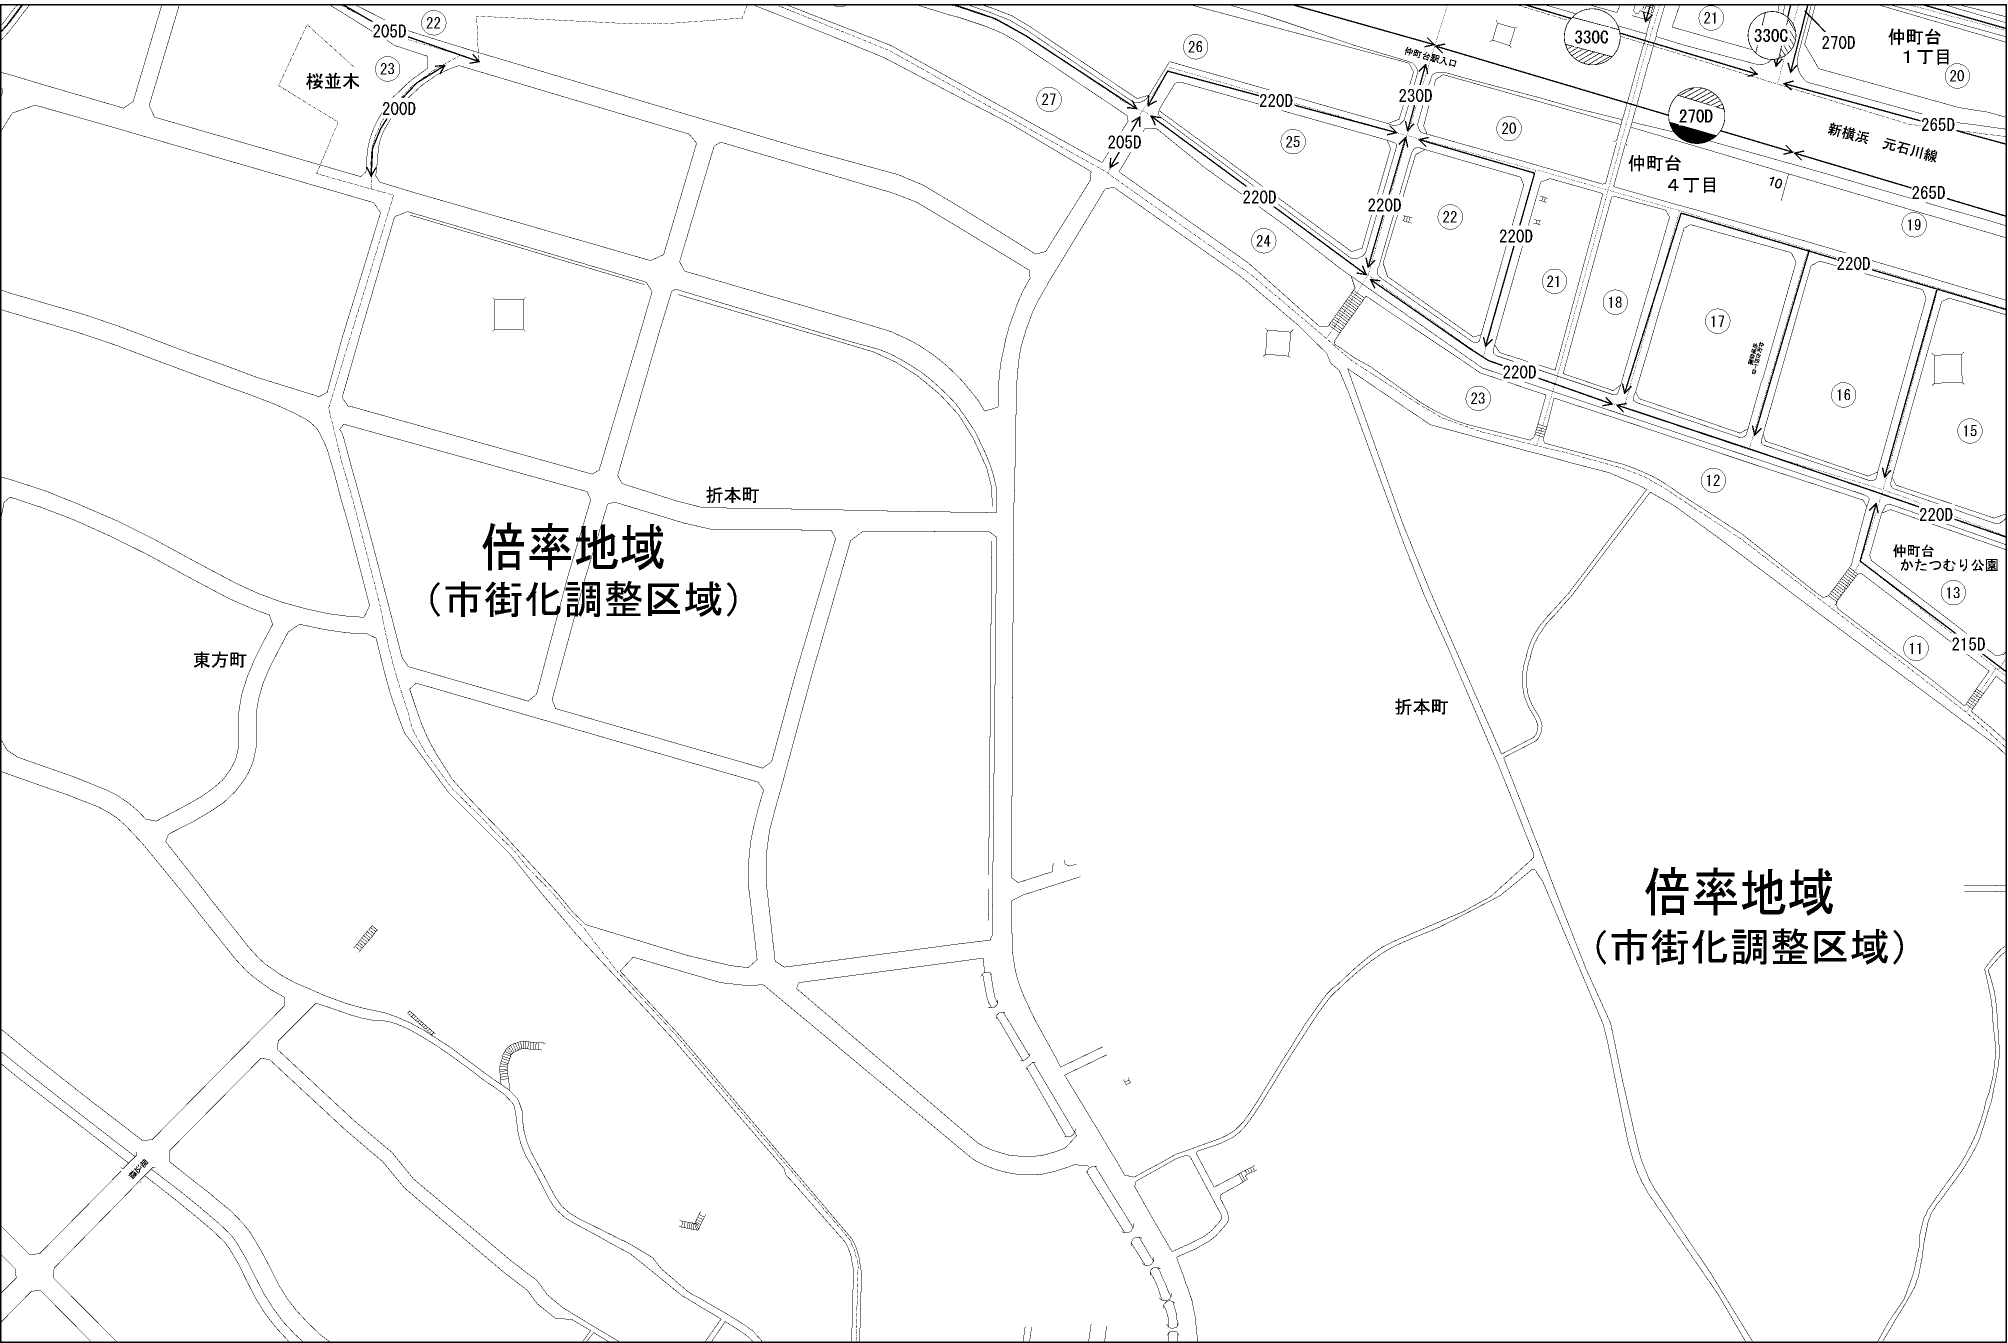 22
205D
23
桜並木
200D
26
仲町台駅入口
330C
21
330C
270D
仲町台
1丁目
20
27
220D
230D
270D
265D
205D
25
20
新横浜 元石川線
仲町台
4丁目
10
265D
220D
220D
22
220D
19
24
220D
21
18
17
16
220D
23
15
12
220D
折本町
倍率地域
(市街化調整区域)
仲町台
かたつむり公園
13
11
215D
東方町
折本町
倍率地域
(市街化調整区域)